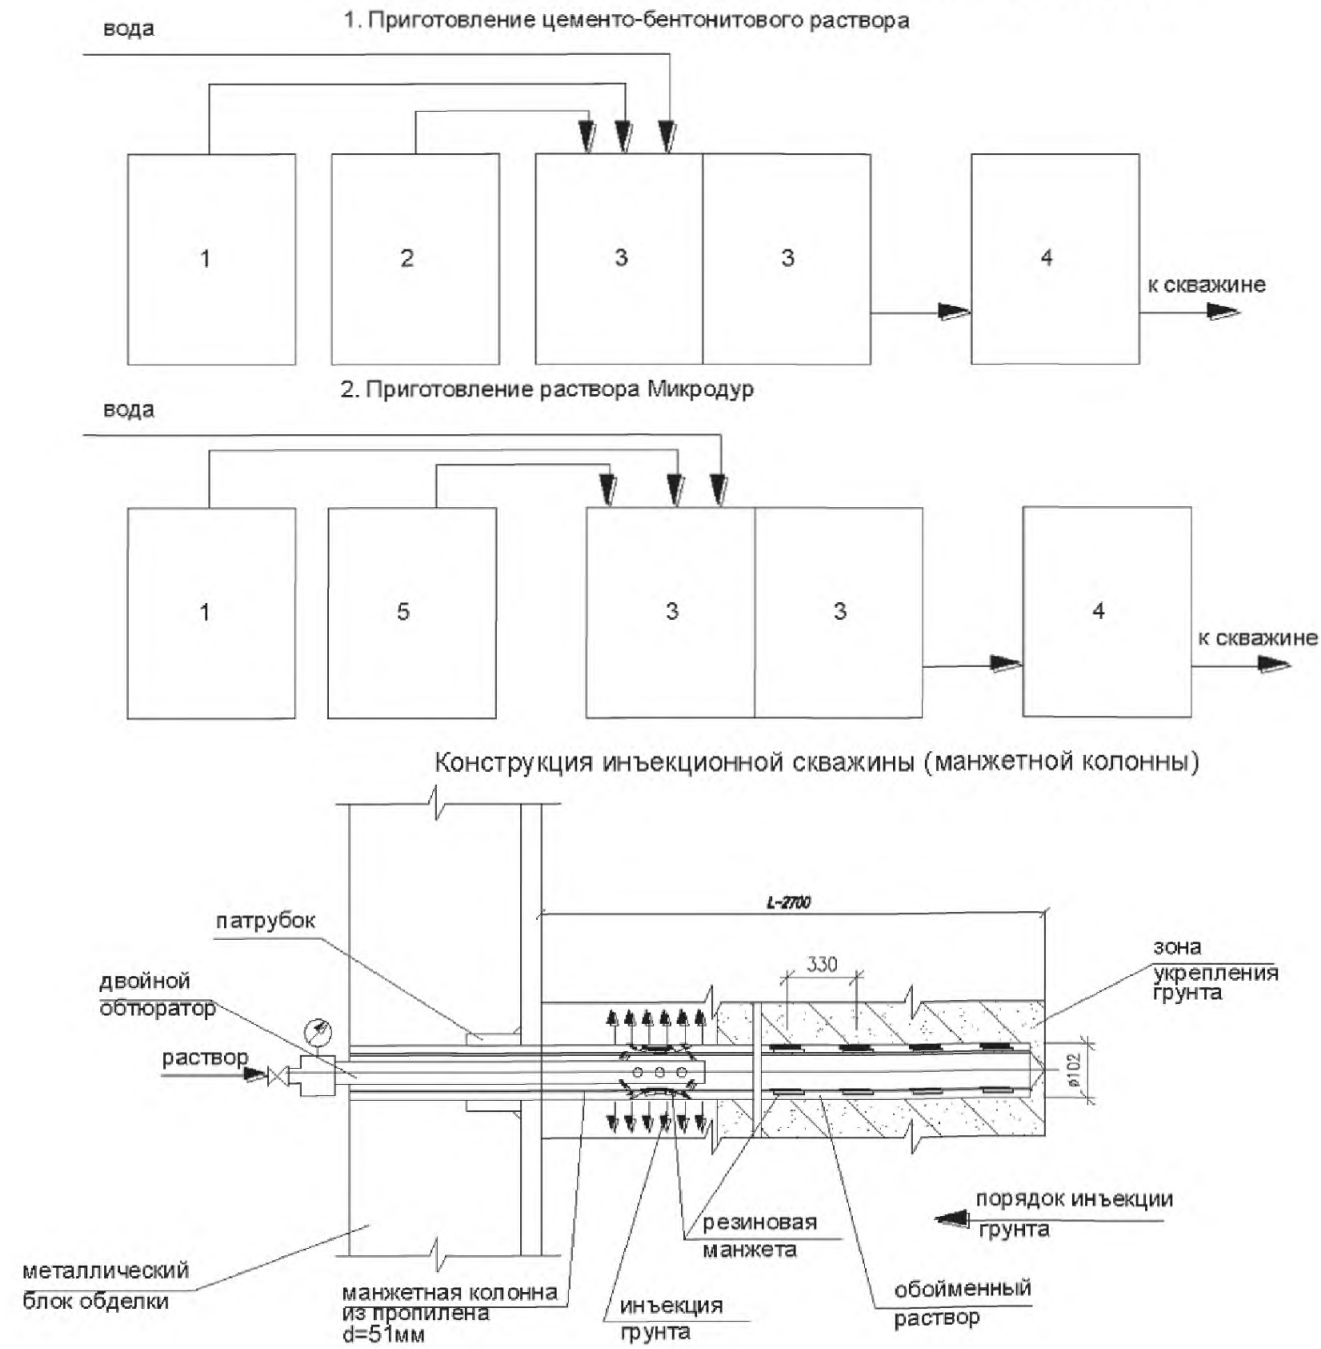 1. Приготовление цементо-бентонитового раствора
вода
1
2
3
3
4
к скважине
2. Приготовление раствора Микродур
вода
1
5
3
3
4
к скважине
Конструкция инъекционной скважины (манжетной колонны)
L-2700
патрубок
330
зона
укрепления
грунта
двойной
обтюратор
раствор
ø102
порядок инъекции
грунта
резиновая
манжета
металлический
блок обделки
манжетная колонна
из пропилена
d=51мм
инъекция
грунта
обойменный
раствор